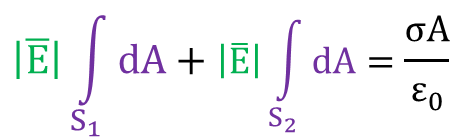 |E̅| ∫_{S₁} dA + |E̅| ∫_{S₂} dA = σA/ε₀